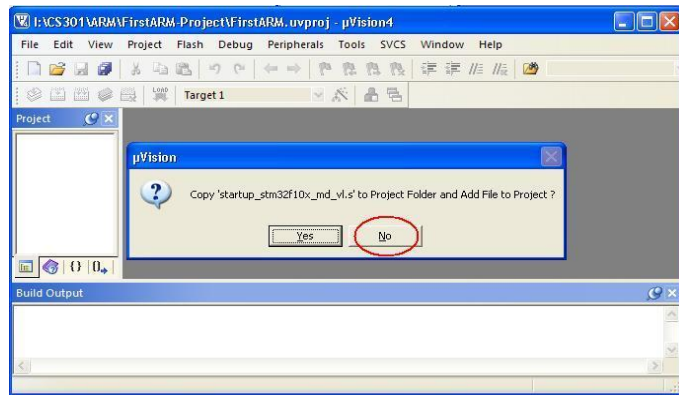 I:\CS301\ARM\FirstARM-Project\FirstARM.uvproj - µVision4
File Edit View Project Flash Debug Peripherals Tools SVCS Window Help
LOAD Target 1
Project
µVision
Copy 'startup_stm32f10x_md_vl.s' to Project Folder and Add File to Project ?
Yes No
Build Output